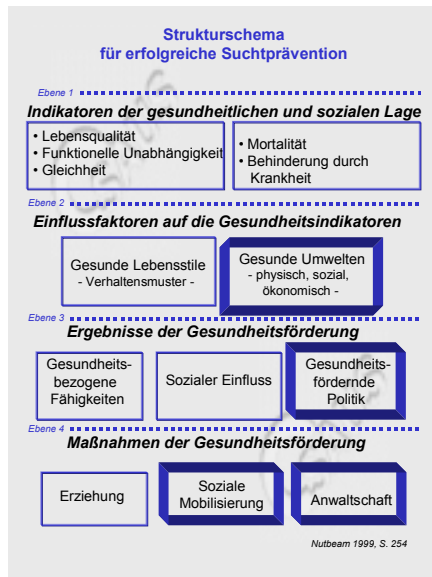 Strukturschema
für erfolgreiche Suchtprävention
Ebene 1
Indikatoren der gesundheitlichen und sozialen Lage
• Lebensqualität
• Funktionelle Unabhängigkeit
• Gleichheit
• Mortalität
• Behinderung durch
Krankheit
Ebene 2
Einflussfaktoren auf die Gesundheitsindikatoren
Gesunde Lebensstile
- Verhaltensmuster -
Gesunde Umwelten
- physisch, sozial,
ökonomisch -
Ebene 3
Ergebnisse der Gesundheitsförderung
Gesundheits-
bezogene
Fähigkeiten
Sozialer Einfluss
Gesundheits-
fördernde
Politik
Ebene 4
Maßnahmen der Gesundheitsförderung
Erziehung
Soziale
Mobilisierung
Anwaltschaft
Nutbeam 1999, S. 254